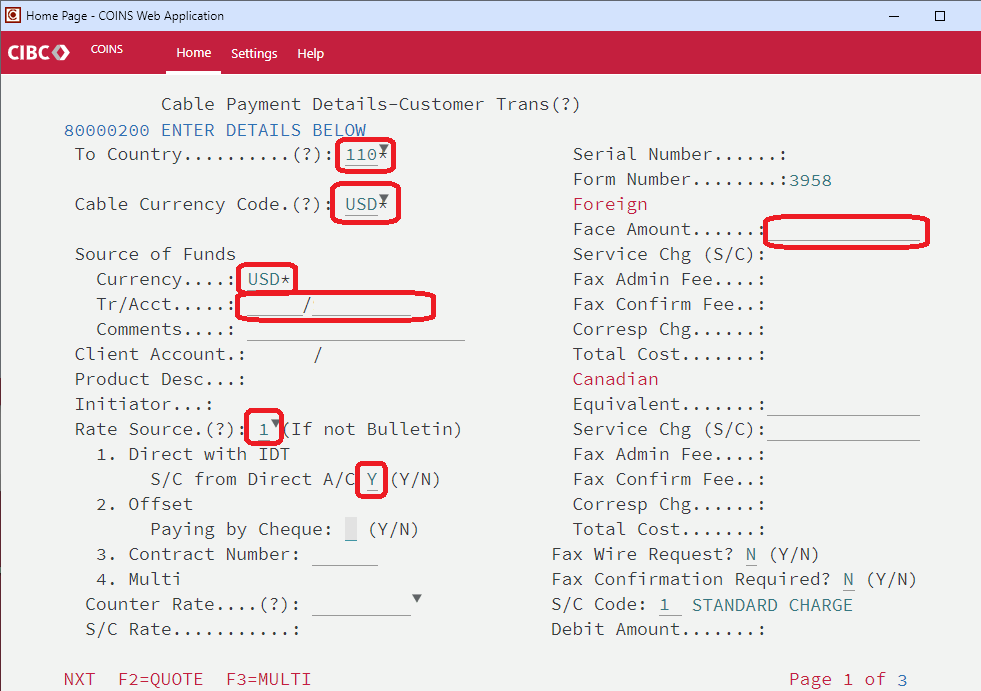 Home Page - COINS Web Application
CIBC COINS Home Settings Help
Cable Payment Details-Customer Trans(?)
80000200 ENTER DETAILS BELOW
To Country..........(?): 110* Serial Number......:
Form Number........:3958
Cable Currency Code.(?): USD* Foreign
Face Amount......:
Source of Funds Service Chg (S/C):
Currency....: USD* Fax Admin Fee....:
Tr/Acct.....: / Fax Confirm Fee..:
Comments....: Corresp Chg......:
Client Account.: / Total Cost.......:
Product Desc...: Canadian
Initiator...: Equivalent.......:
Rate Source.(?): 1 (If not Bulletin) Service Chg (S/C):
1. Direct with IDT Fax Admin Fee....:
S/C from Direct A/C Y (Y/N) Fax Confirm Fee..:
2. Offset Corresp Chg......:
Paying by Cheque: (Y/N) Total Cost.......:
3. Contract Number: Fax Wire Request? N (Y/N)
4. Multi Fax Confirmation Required? N (Y/N)
Counter Rate....(?): S/C Code: 1 STANDARD CHARGE
S/C Rate...........: Debit Amount.......:
NXT F2=QUOTE F3=MULTI Page 1 of 3